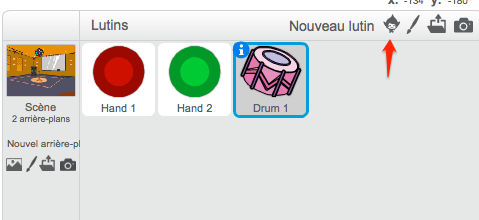 x: -134 y: -180
Lutins
Nouveau lutin
Hand 1
Hand 2
Drum 1
Scène
2 arrière-plans
Nouvel arrière-pl